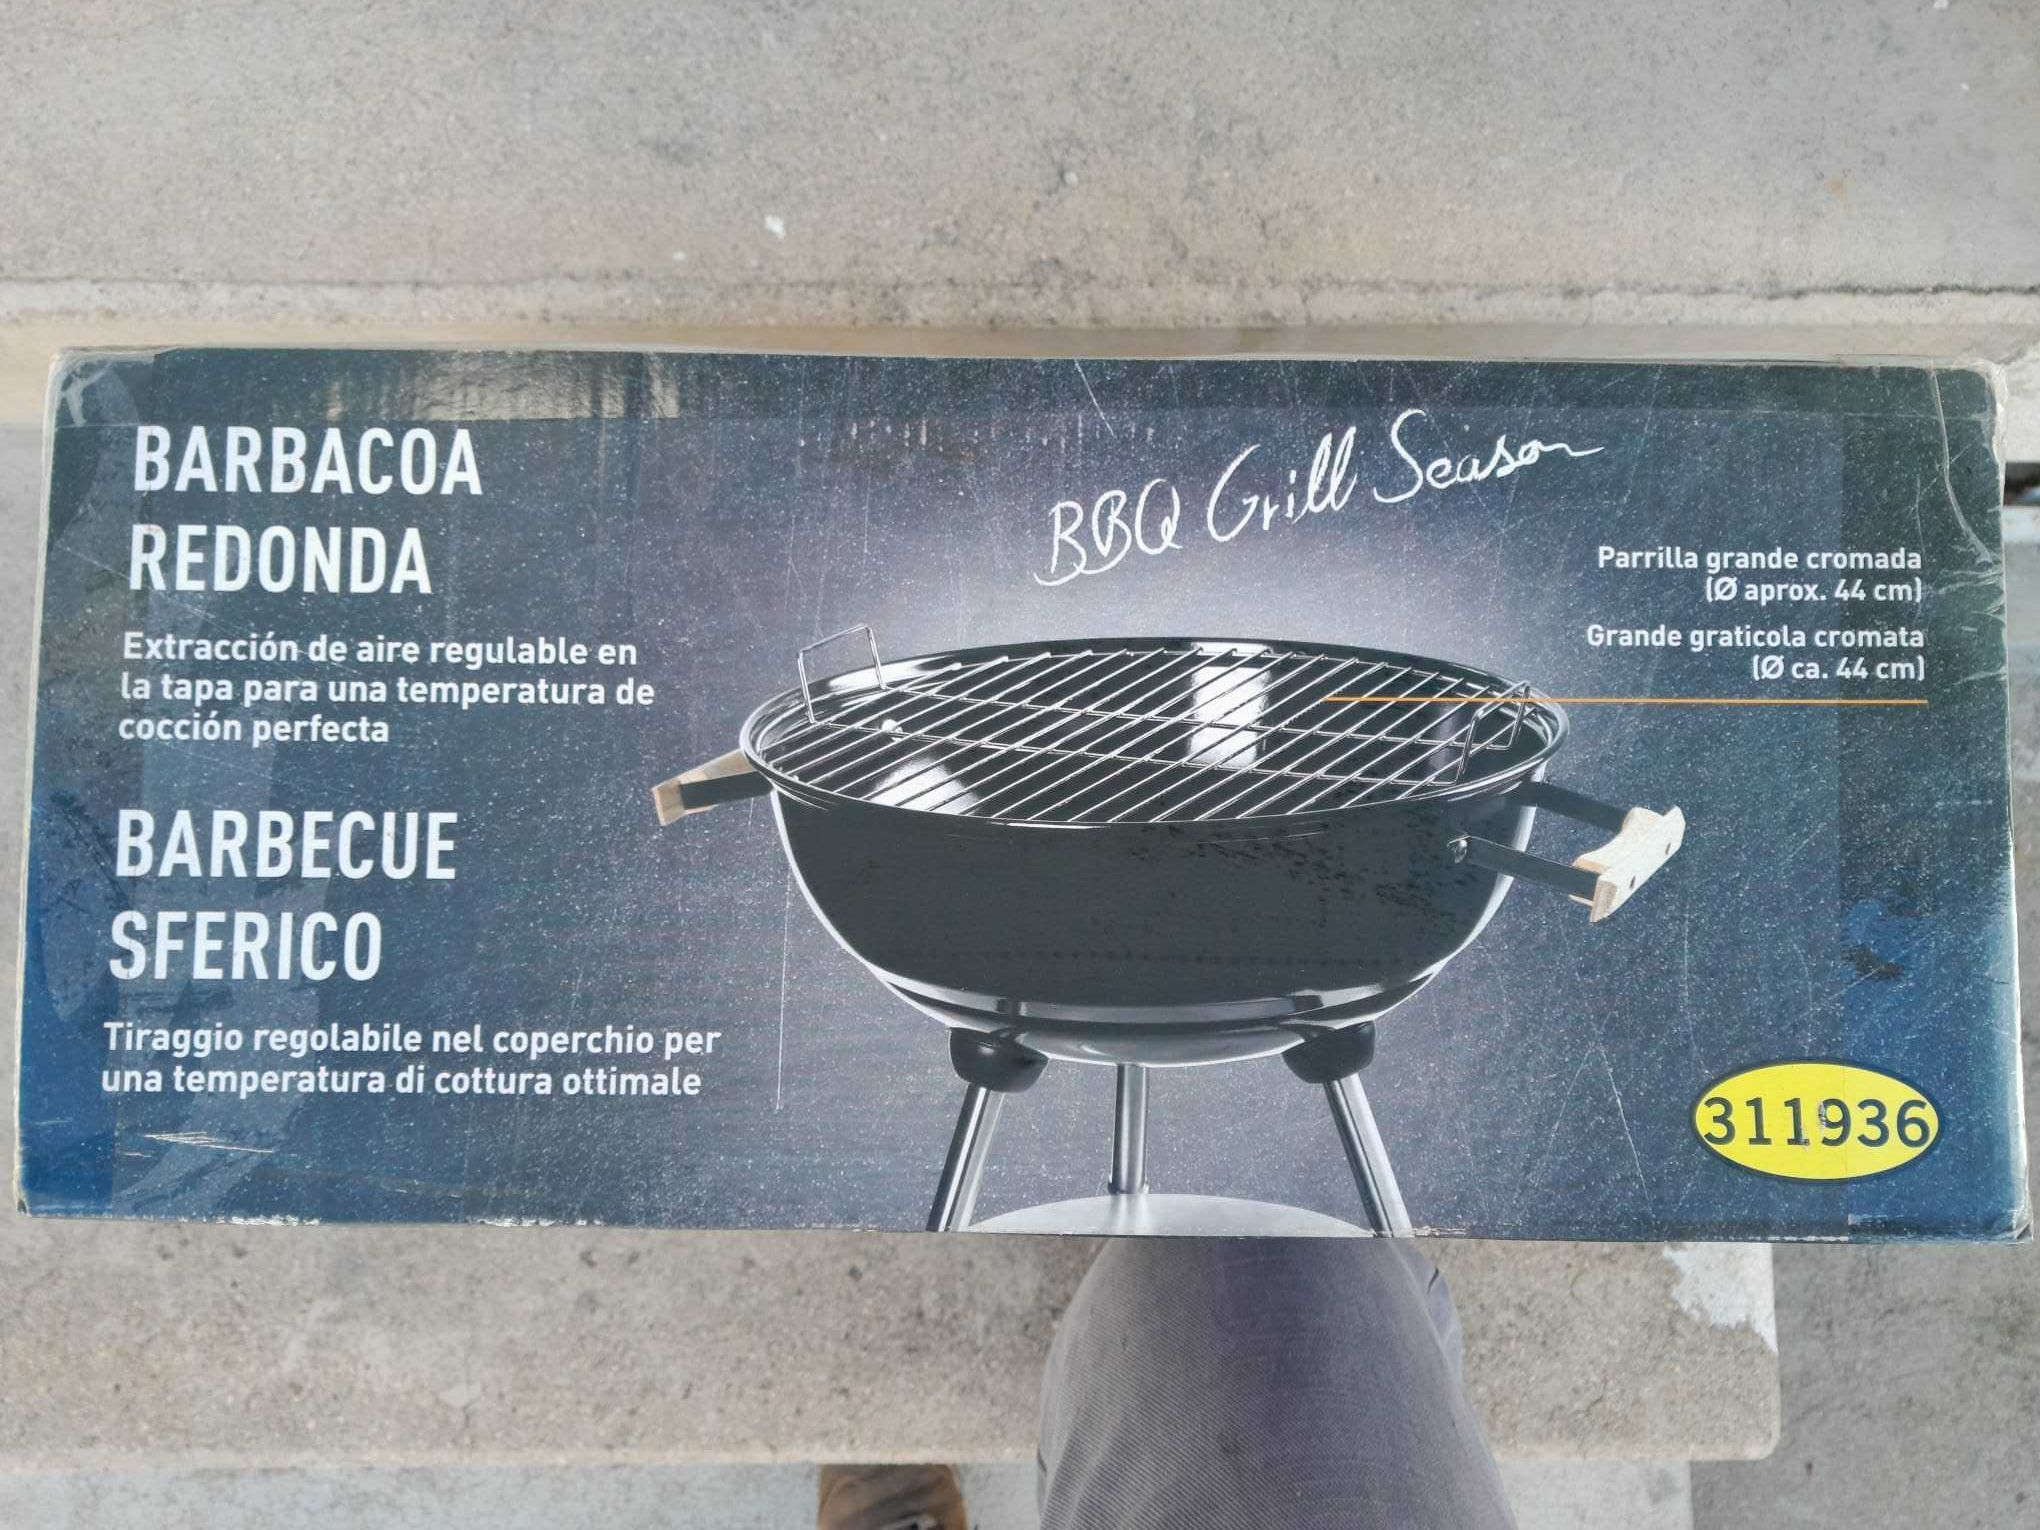 BARBACOA
REDONDA
Extracción de aire regulable en
la tapa para una temperatura de
cocción perfecta
BARBECUE
SFERICO
Tiraggio regolabile nel coperchio per
una temperatura di cottura ottimale
BBQ Grill Season
Parrilla grande cromada
(Ø aprox. 44 cm)
Grande graticola cromata
(Ø ca. 44 cm)
311936